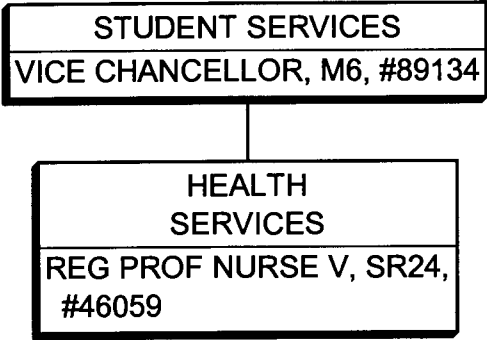 STUDENT SERVICES
VICE CHANCELLOR, M6, #89134
HEALTH
SERVICES
REG PROF NURSE V, SR24,
#46059